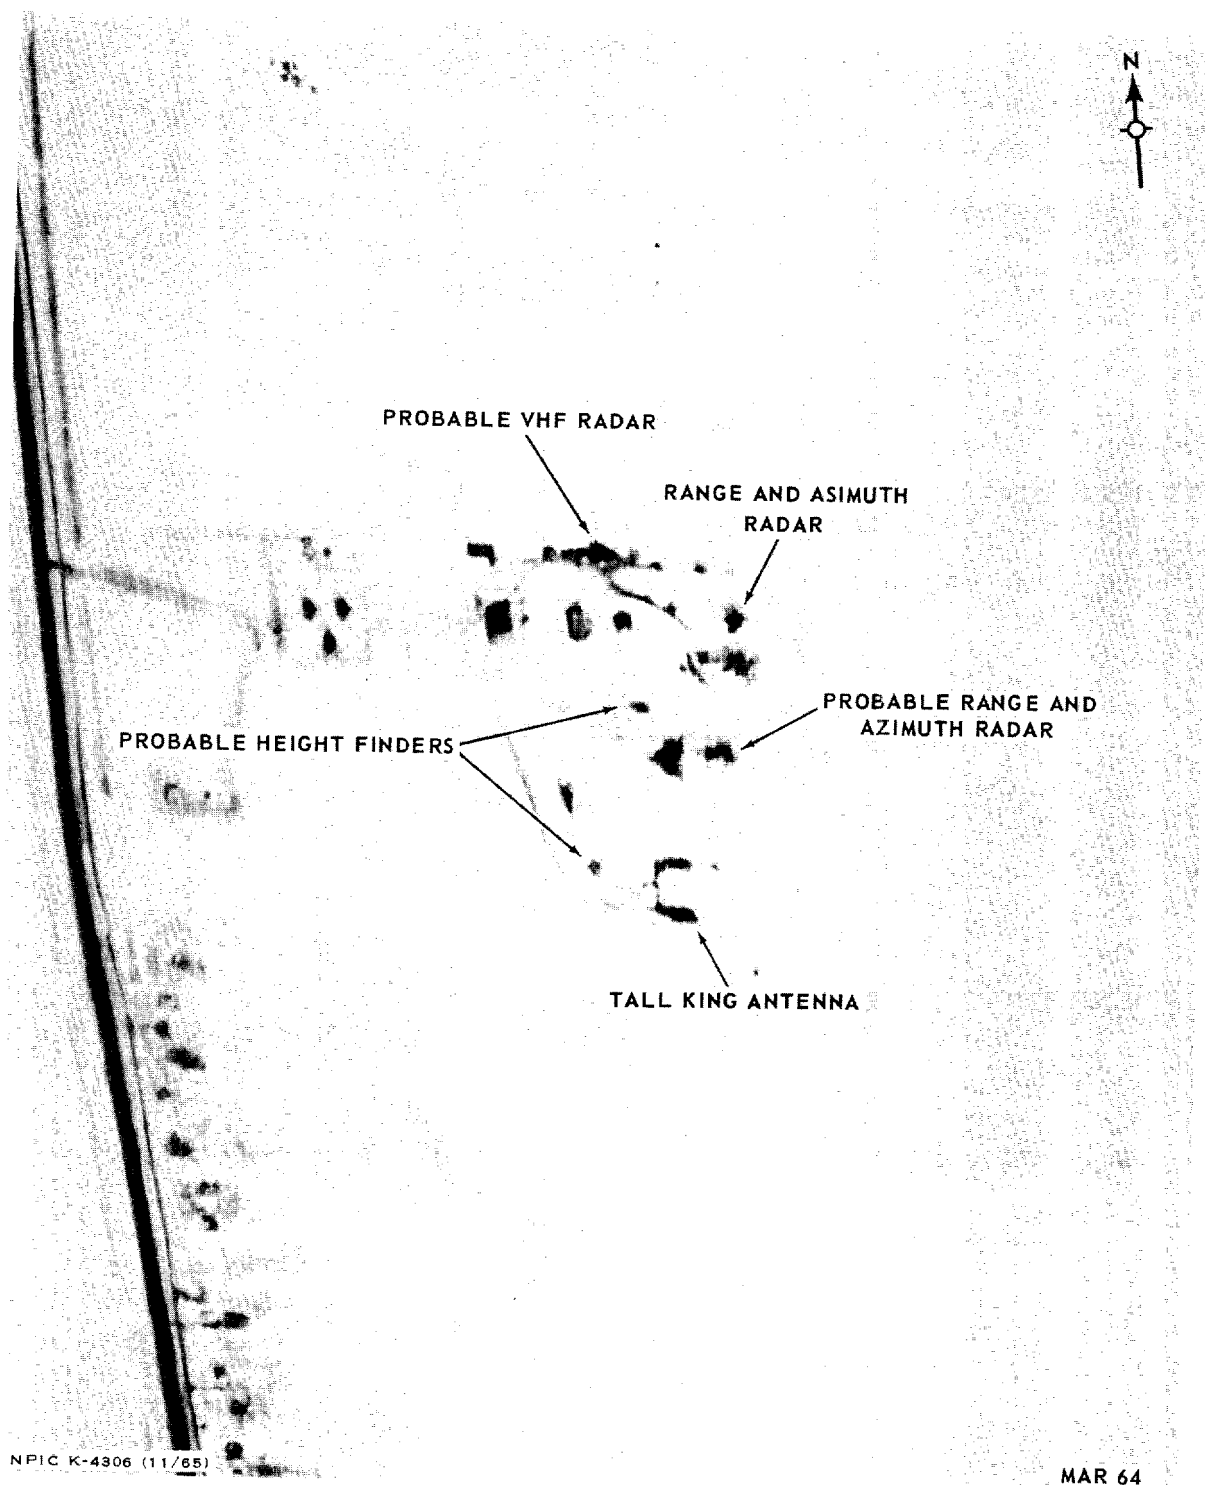 N
PROBABLE VHF RADAR
RANGE AND ASIMUTH
RADAR
PROBABLE RANGE AND
AZIMUTH RADAR
PROBABLE HEIGHT FINDERS
TALL KING ANTENNA
NPIC K-4306 (11/65)
MAR 64